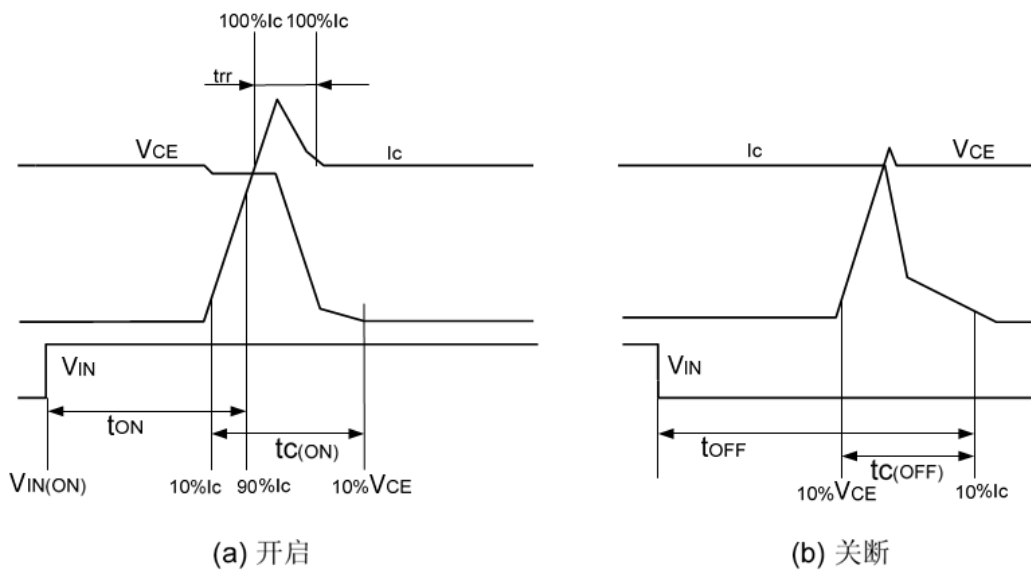 100%Ic 100%Ic
trr
VCE
Ic
VIN
tON
tC(ON)
VIN(ON)
10%Ic
90%Ic
10%VCE
(a) 开启
Ic
VCE
VIN
tOFF
tC(OFF)
10%VCE
10%Ic
(b) 关断